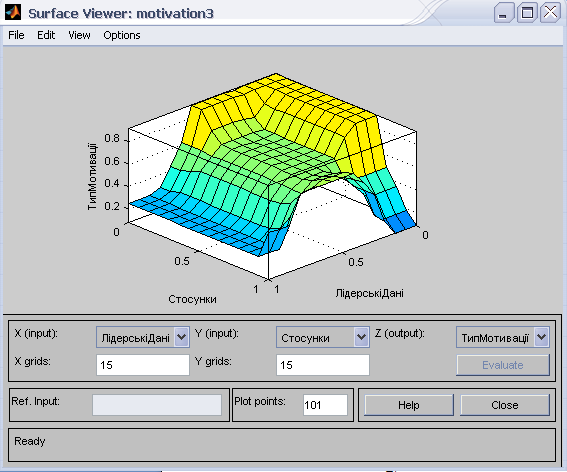 Surface Viewer: motivation3
File Edit View Options
0.8
0.6
0.4
0.2
ТипМотивації
0
0.5
1
Стосунки
1
0.5
0
ЛідерськіДані
X (input): ЛідерськіДані Y (input): Стосунки Z (output): ТипМотивації
X grids: 15 Y grids: 15 Evaluate
Ref. Input: Plot points: 101 Help Close
Ready